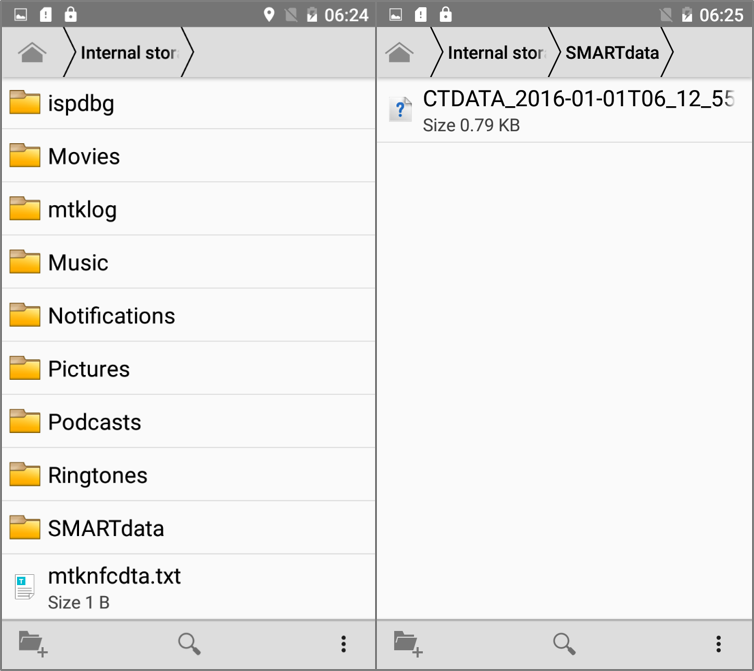 06:24
Internal stor
ispdbg
Movies
mtklog
Music
Notifications
Pictures
Podcasts
Ringtones
SMARTdata
mtknfcdta.txt
Size 1 B
06:25
Internal stor
SMARTdata
CTDATA_2016-01-01T06_12_55
Size 0.79 KB